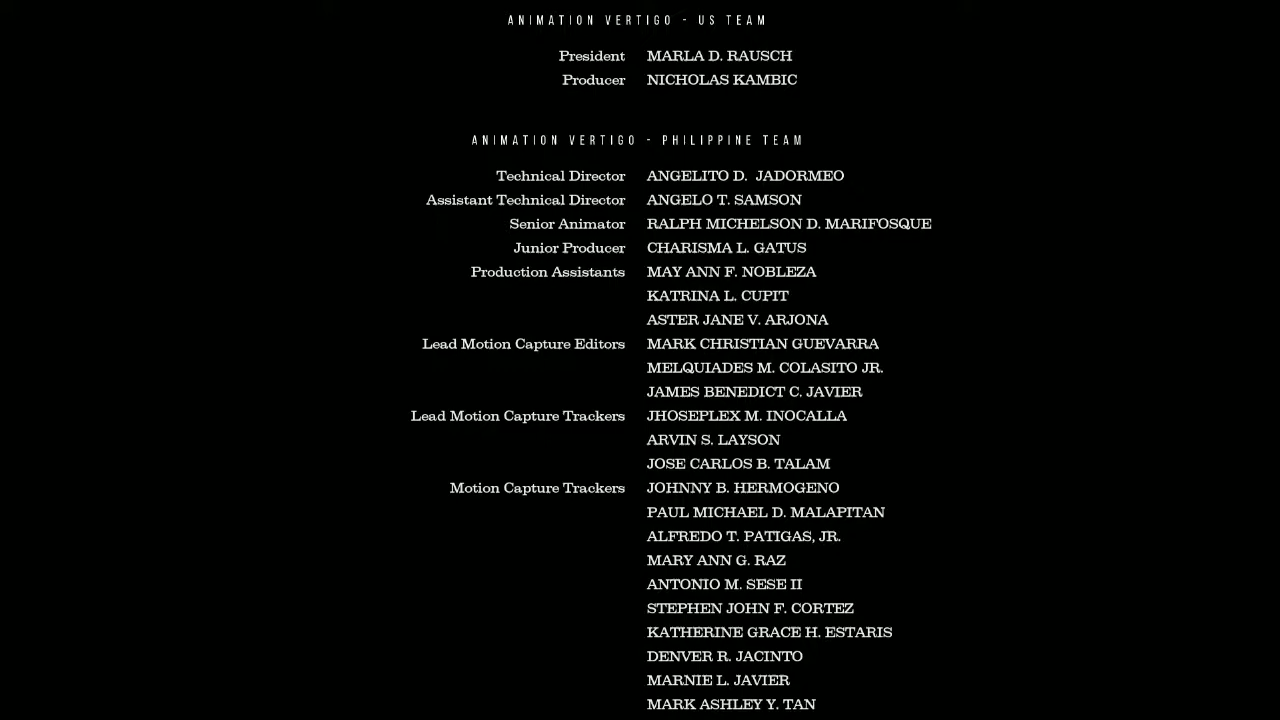 ANIMATION VERTIGO - US TEAM
President MARLA D. RAUSCH
Producer NICHOLAS KAMBIC
ANIMATION VERTIGO - PHILIPPINE TEAM
Technical Director ANGELITO D. JADORMEO
Assistant Technical Director ANGELO T. SAMSON
Senior Animator RALPH MICHELSON D. MARIFOSQUE
Junior Producer CHARISMA L. GATUS
Production Assistants MAY ANN F. NOBLEZA
KATRINA L. CUPIT
ASTER JANE V. ARJONA
Lead Motion Capture Editors MARK CHRISTIAN GUEVARRA
MELQUIADES M. COLASITO JR.
JAMES BENEDICT C. JAVIER
Lead Motion Capture Trackers JHOSEPLEX M. INOCALLA
ARVIN S. LAYSON
JOSE CARLOS B. TALAM
Motion Capture Trackers JOHNNY B. HERMOGENO
PAUL MICHAEL D. MALAPITAN
ALFREDO T. PATIGAS, JR.
MARY ANN G. RAZ
ANTONIO M. SESE II
STEPHEN JOHN F. CORTEZ
KATHERINE GRACE H. ESTARIS
DENVER R. JACINTO
MARNIE L. JAVIER
MARK ASHLEY Y. TAN